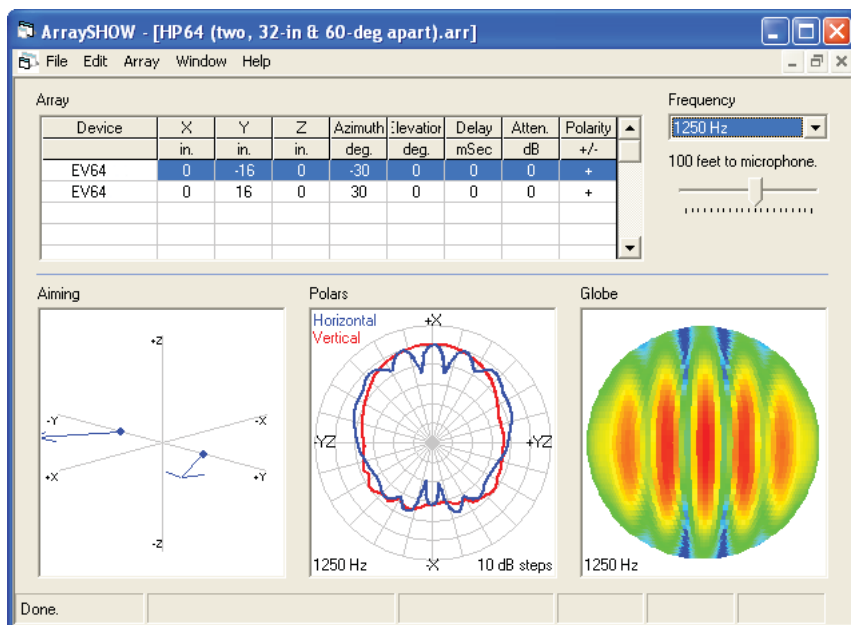 ArraySHOW - [HP64 (two, 32-in & 60-deg apart).arr]
File Edit Array Window Help
Array
Frequency
Device X Y Z Azimuth Elevation Delay Atten. Polarity
in. in. in. deg. deg. mSec dB +/-
EV64 0 -16 0 -30 0 0 0 +
EV64 0 16 0 30 0 0 0 +
1250 Hz
100 feet to microphone.
Aiming
Polars
Globe
+Z
-Y
-X
+X
+Y
-Z
Horizontal
Vertical
+X
-YZ
+YZ
-X
1250 Hz
10 dB steps
1250 Hz
Done.